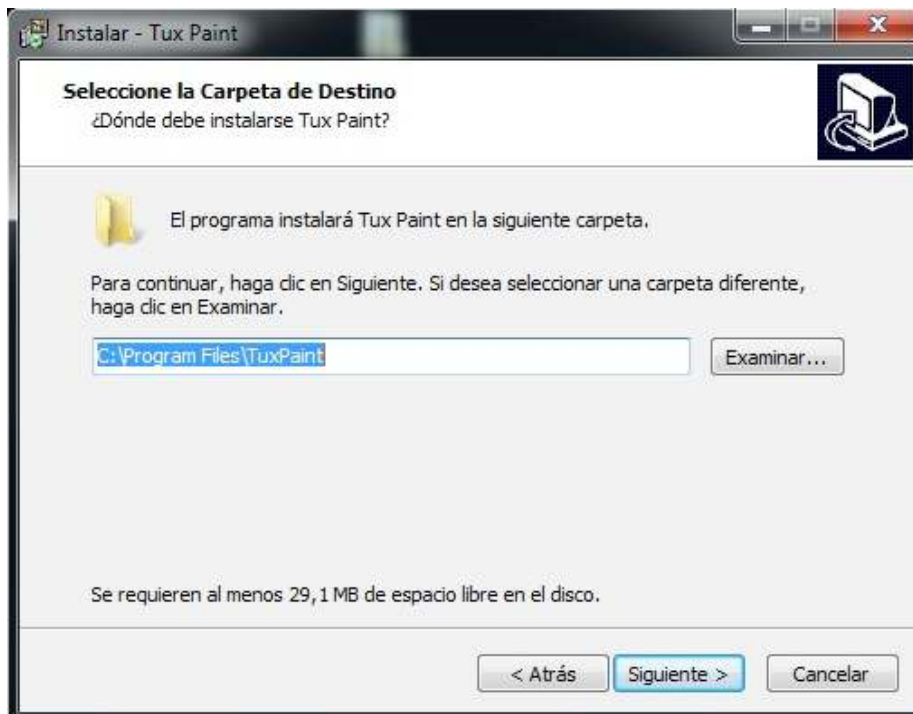 Instalar - Tux Paint
Seleccione la Carpeta de Destino
¿Dónde debe instalarse Tux Paint?
El programa instalará Tux Paint en la siguiente carpeta.
Para continuar, haga clic en Siguiente. Si desea seleccionar una carpeta diferente,
haga clic en Examinar.
C:\Program Files\TuxPaint
Examinar...
Se requieren al menos 29,1 MB de espacio libre en el disco.
< Atrás
Siguiente >
Cancelar